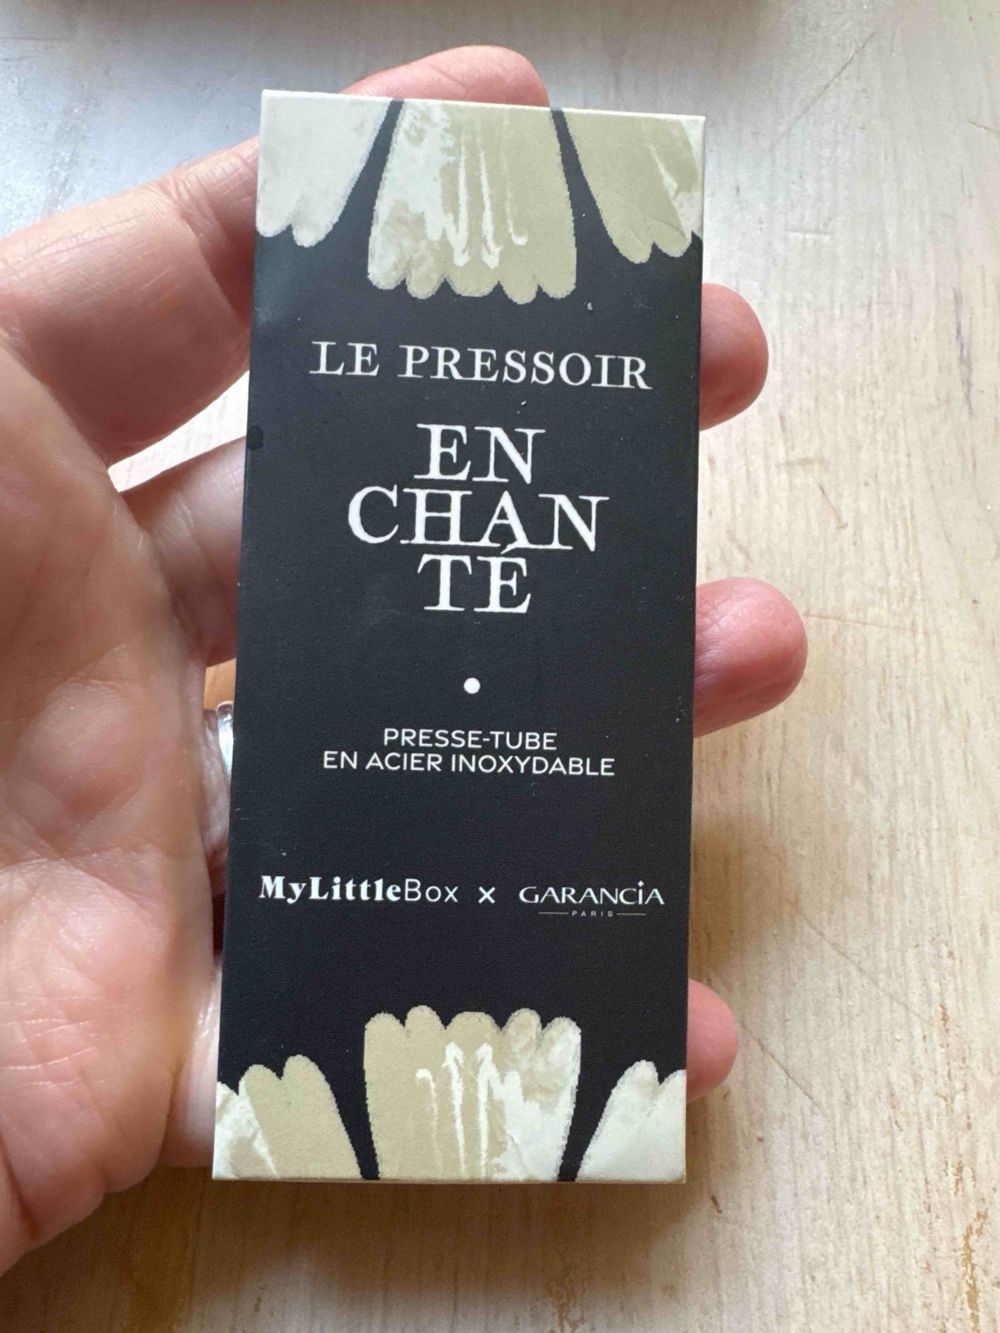 LE PRESSOIR
EN
CHAN
TÉ
PRESSE-TUBE
EN ACIER INOXYDABLE
MyLittleBox x GARANCiA
PARIS